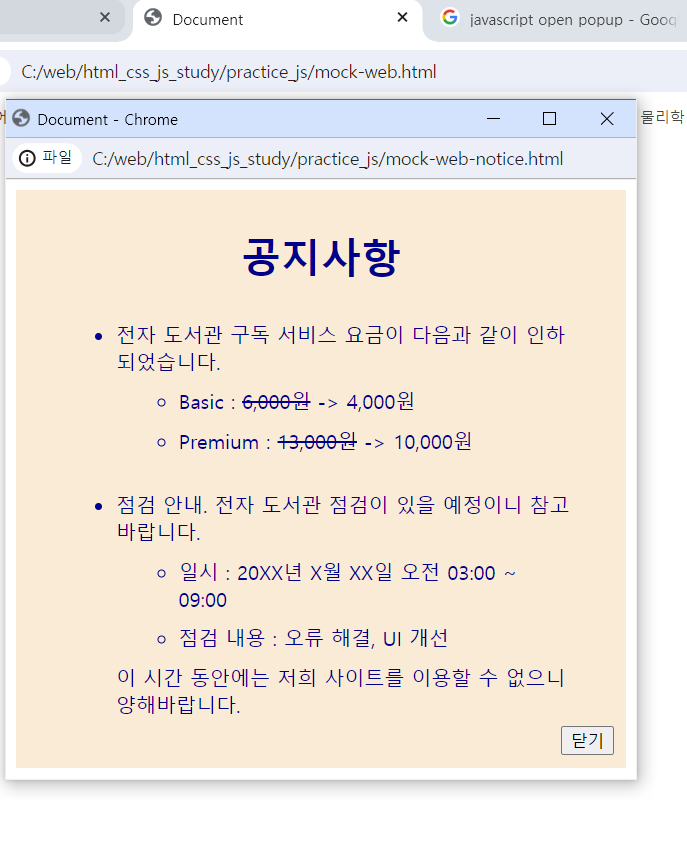 Document
javascript open popup - Goog
C:/web/html_css_js_study/practice_js/mock-web.html
어
물리학
Document - Chrome
파일
C:/web/html_css_js_study/practice_js/mock-web-notice.html
공지사항
전자 도서관 구독 서비스 요금이 다음과 같이 인하
되었습니다.
Basic : 6,000원 -> 4,000원
Premium : 13,000원 -> 10,000원
점검 안내. 전자 도서관 점검이 있을 예정이니 참고
바랍니다.
일시 : 20XX년 X월 XX일 오전 03:00 ~
09:00
점검 내용 : 오류 해결, UI 개선
이 시간 동안에는 저희 사이트를 이용할 수 없으니
양해바랍니다.
닫기